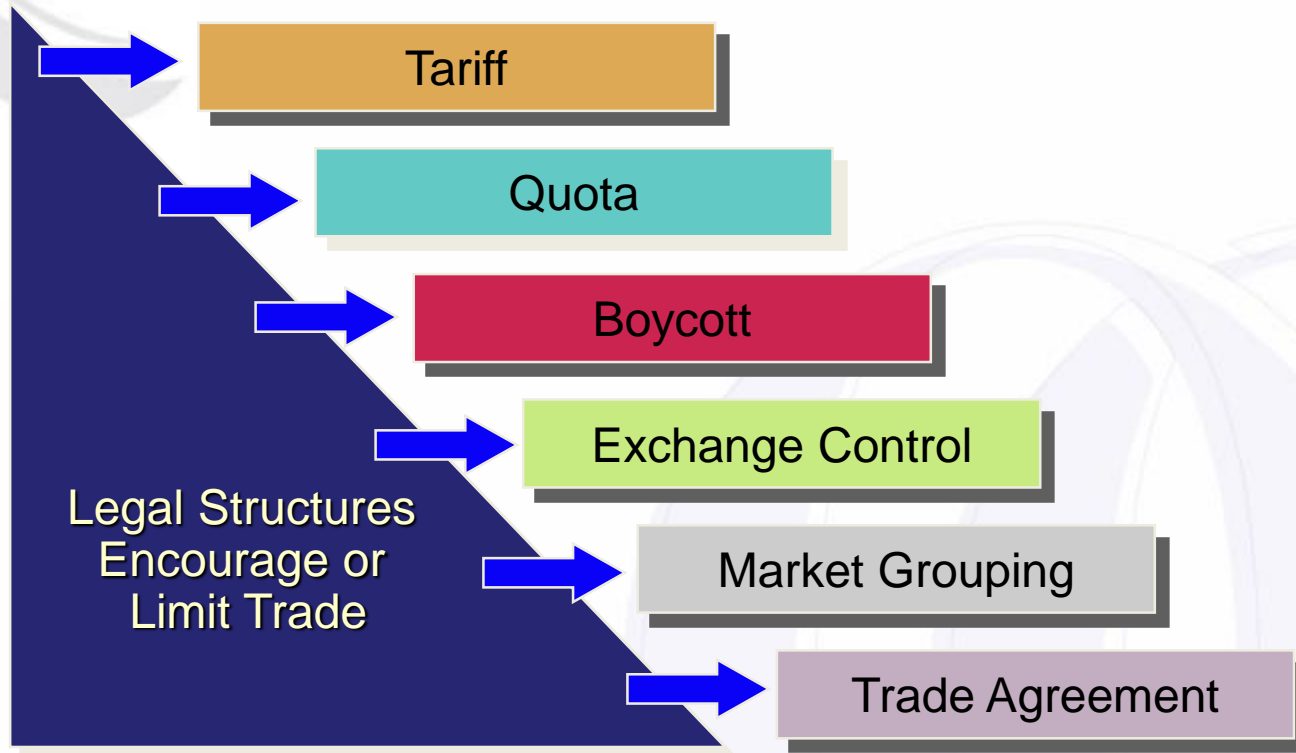 Tariff
Quota
Boycott
Exchange Control
Legal Structures
Encourage or
Limit Trade
Market Grouping
Trade Agreement